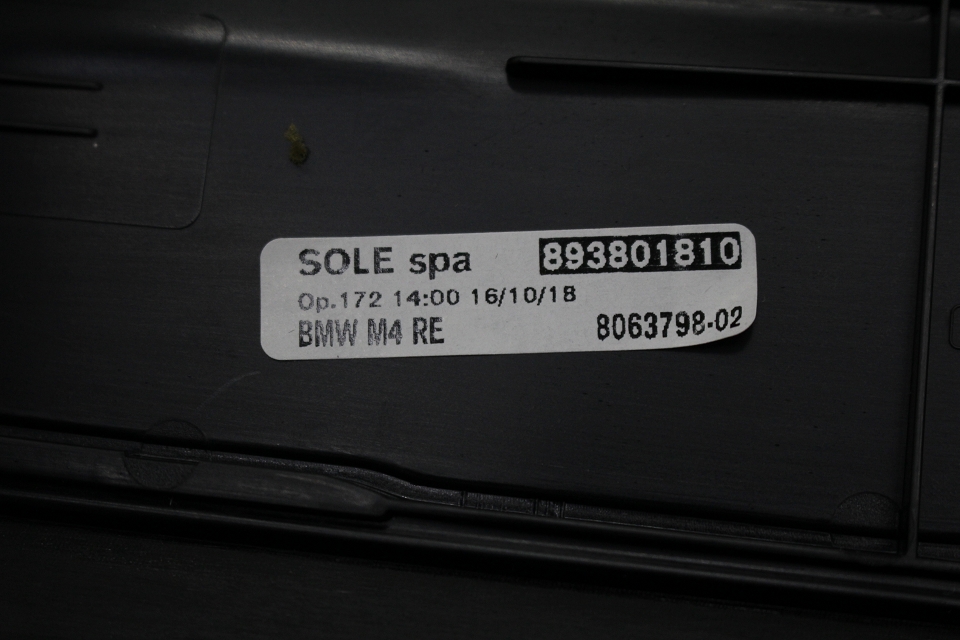 SOLE spa 893801810
Op.172 14:00 16/10/18
BMW M4 RE 8063798-02